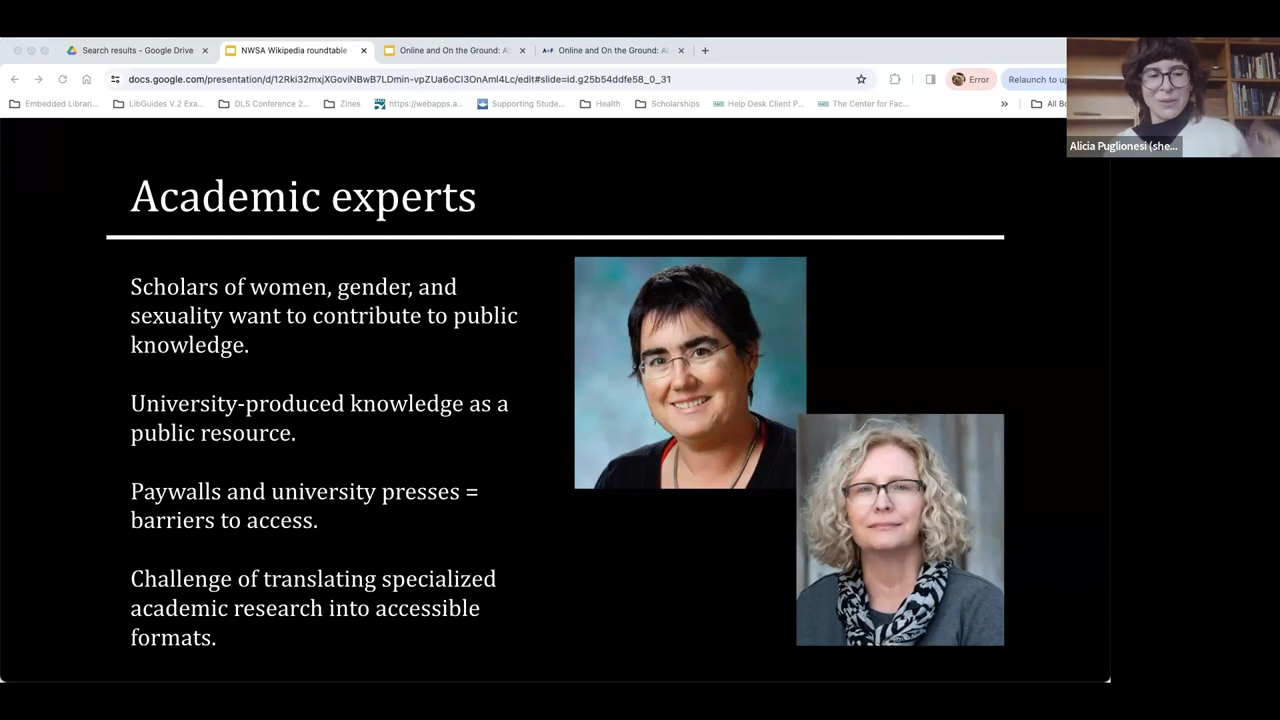 Search results - Google Drive
NWSA Wikipedia roundtable
Online and On the Ground: A
Online and On the Ground: A
docs.google.com/presentation/d/12Rki32mxjXGoviNBwB7LDmin-vpZUa6oCI3OnAmI4Lc/edit#slide=id.g25b54ddfe58_0_31
Error
Relaunch to up
Embedded Librari...
LibGuides V.2 Exa...
DLS Conference 2...
Zines
https://webapps.a...
Supporting Stude...
Health
Scholarships
Help Desk Client P...
The Center for Fac...
»
All Bo
Alicia Puglionesi (she...
Academic experts
Scholars of women, gender, and
sexuality want to contribute to public
knowledge.
University-produced knowledge as a
public resource.
Paywalls and university presses =
barriers to access.
Challenge of translating specialized
academic research into accessible
formats.